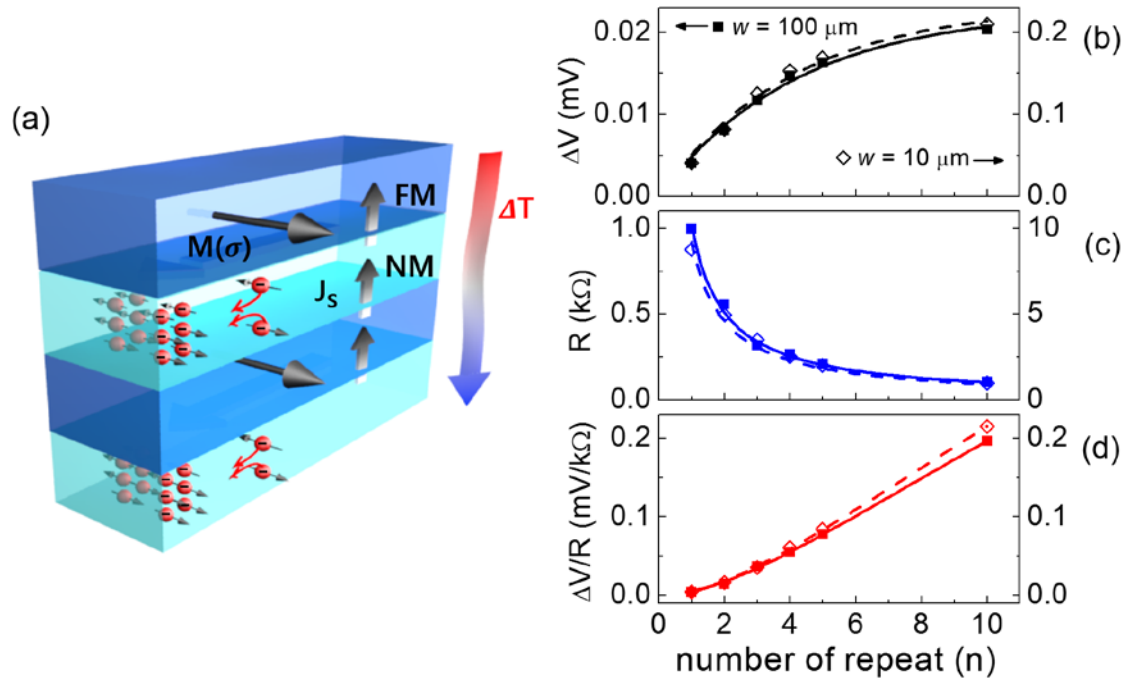 (a)
FM
ΔT
M(σ)
NM
J_s
(b)
w = 100 μm
w = 10 μm
ΔV (mV)
0.02
0.01
0.00
0.2
0.1
0.0
(c)
R (kΩ)
1.0
0.5
0.0
10
5
0
(d)
ΔV/R (mV/kΩ)
0.2
0.1
0.0
0.2
0.1
0.0
0 2 4 6 8 10
number of repeat (n)